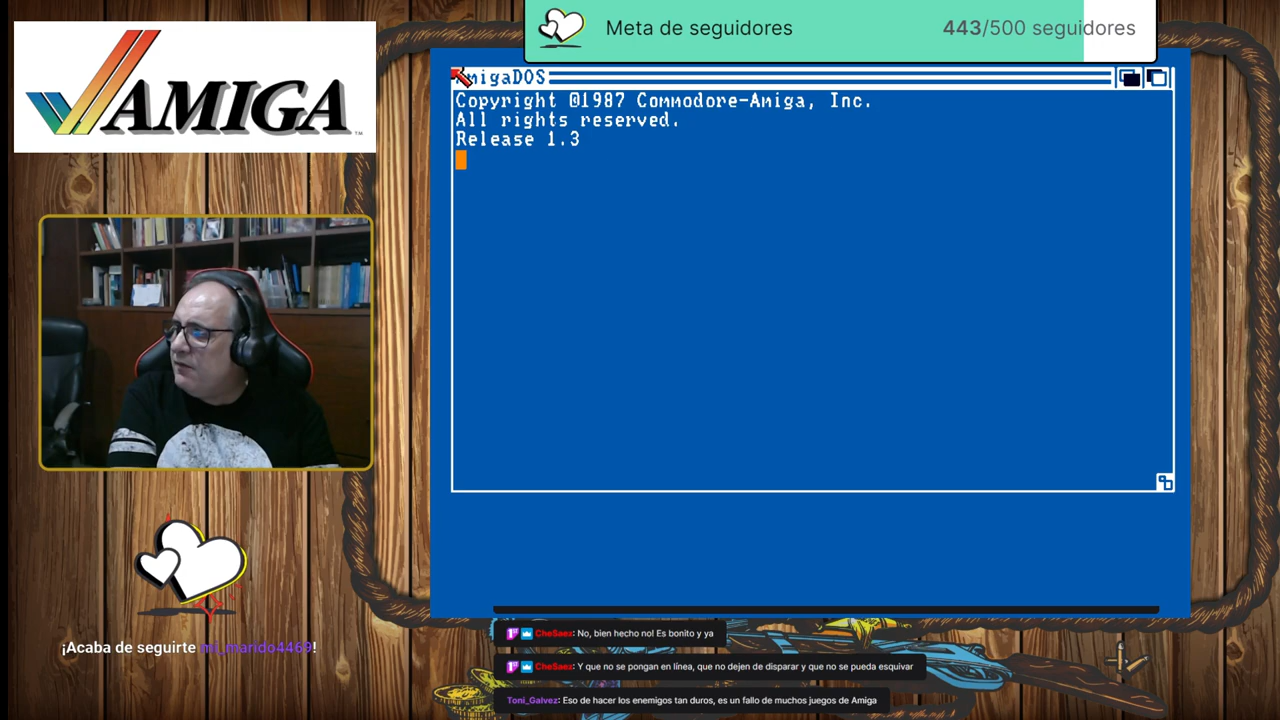 AMIGA
TM
Meta de seguidores
443/500 seguidores
AmigaDOS
Copyright @1987 Commodore-Amiga, Inc.
All rights reserved.
Release 1.3
¡Acaba de seguirte mi_marido4469!
CheSaez: No, bien hecho no! Es bonito y ya
CheSaez: Y que no se pongan en línea, que no dejen de disparar y que no se pueda esquivar
Toni_Galvez: Eso de hacer los enemigos tan duros, es un fallo de muchos juegos de Amiga